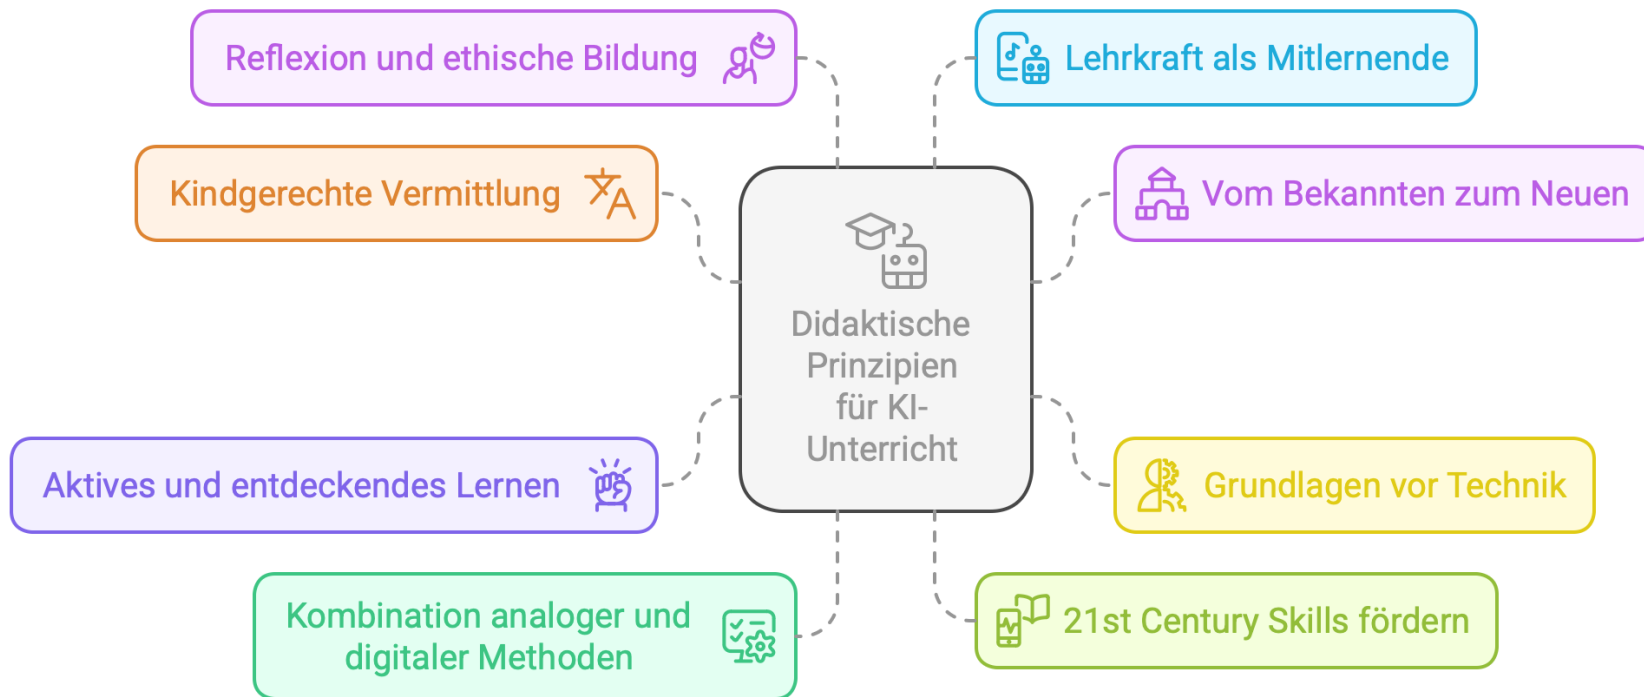 Reflexion und ethische Bildung
Lehrkraft als Mitlernende
Kindgerechte Vermittlung
Vom Bekannten zum Neuen
Didaktische
Prinzipien
für KI-
Unterricht
Aktives und entdeckendes Lernen
Grundlagen vor Technik
Kombination analoger und
digitaler Methoden
21st Century Skills fördern